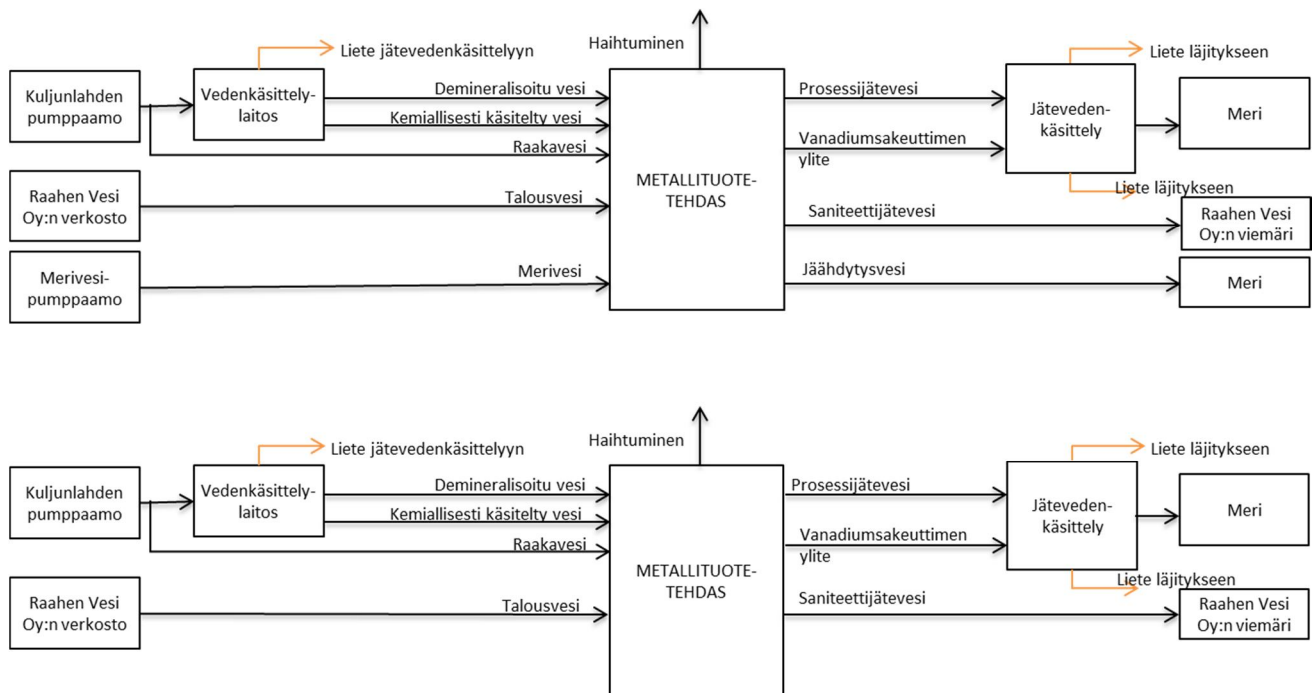 Liete jätevedenkäsittelyyn
Haihtuminen
Liete läjitykseen
Kuljunlahden
pumppaamo
Vedenkäsittely-
laitos
Demineralisoitu vesi
Kemiallisesti käsitelty vesi
Raakavesi
Prosessijätevesi
Vanadiumsakeuttimen
ylite
Jäteveden-
käsittely
Meri
METALLITUOTE-
TEHDAS
Liete läjitykseen
Raahen Vesi
Oy:n verkosto
Talousvesi
Saniteettijätevesi
Raahen Vesi
Oy:n viemäri
Merivesi-
pumppaamo
Merivesi
Jäähdytysvesi
Meri
Liete jätevedenkäsittelyyn
Haihtuminen
Liete läjitykseen
Kuljunlahden
pumppaamo
Vedenkäsittely-
laitos
Demineralisoitu vesi
Kemiallisesti käsitelty vesi
Raakavesi
Prosessijätevesi
Vanadiumsakeuttimen
ylite
Jäteveden-
käsittely
Meri
METALLITUOTE-
TEHDAS
Liete läjitykseen
Raahen Vesi
Oy:n verkosto
Talousvesi
Saniteettijätevesi
Raahen Vesi
Oy:n viemäri